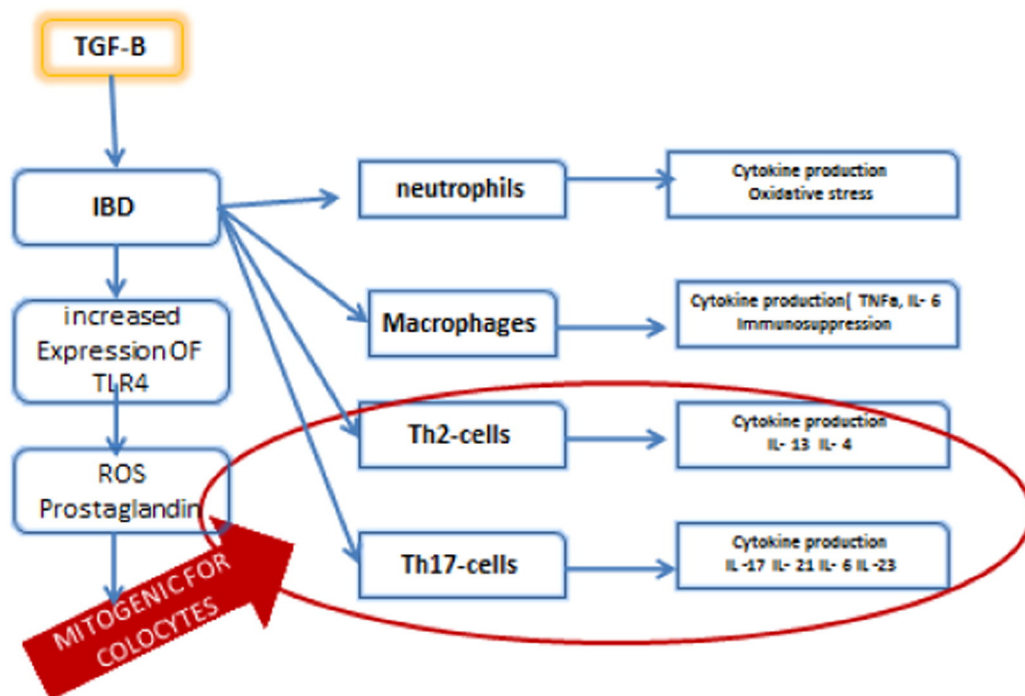 TGF-B
IBD
increased
Expression OF
TLR4
ROS
Prostaglandin
MITOGENIC FOR
COLOCYTES
neutrophils
Cytokine production
Oxidative stress
Macrophages
Cytokine production( TNFa, IL- 6
Immunosuppression
Th2-cells
Cytokine production
IL- 13 IL- 4
Th17-cells
Cytokine production
IL -17 IL- 21 IL- 6 IL -23